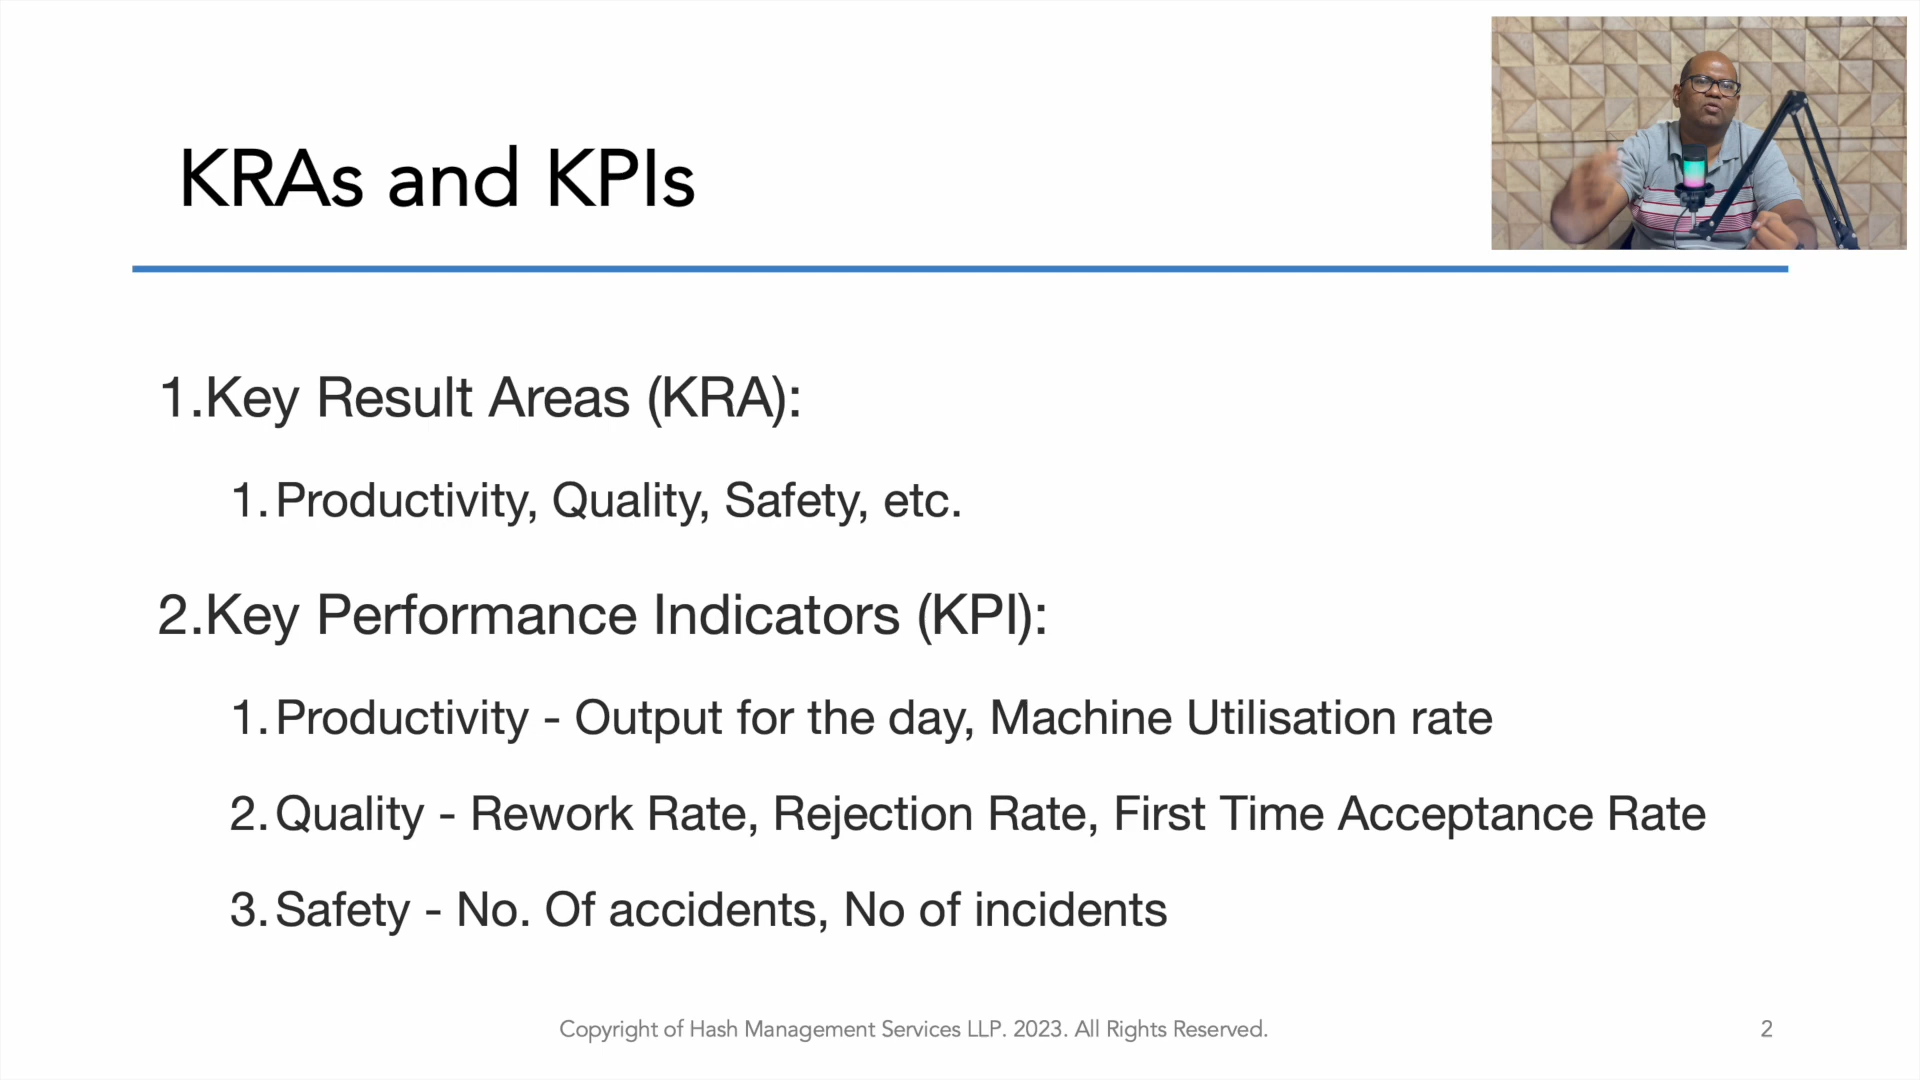 KRAs and KPIs
1.Key Result Areas (KRA):
1. Productivity, Quality, Safety, etc.
2.Key Performance Indicators (KPI):
1. Productivity - Output for the day, Machine Utilisation rate
2. Quality - Rework Rate, Rejection Rate, First Time Acceptance Rate
3. Safety - No. Of accidents, No of incidents
Copyright of Hash Management Services LLP. 2023. All Rights Reserved.
2